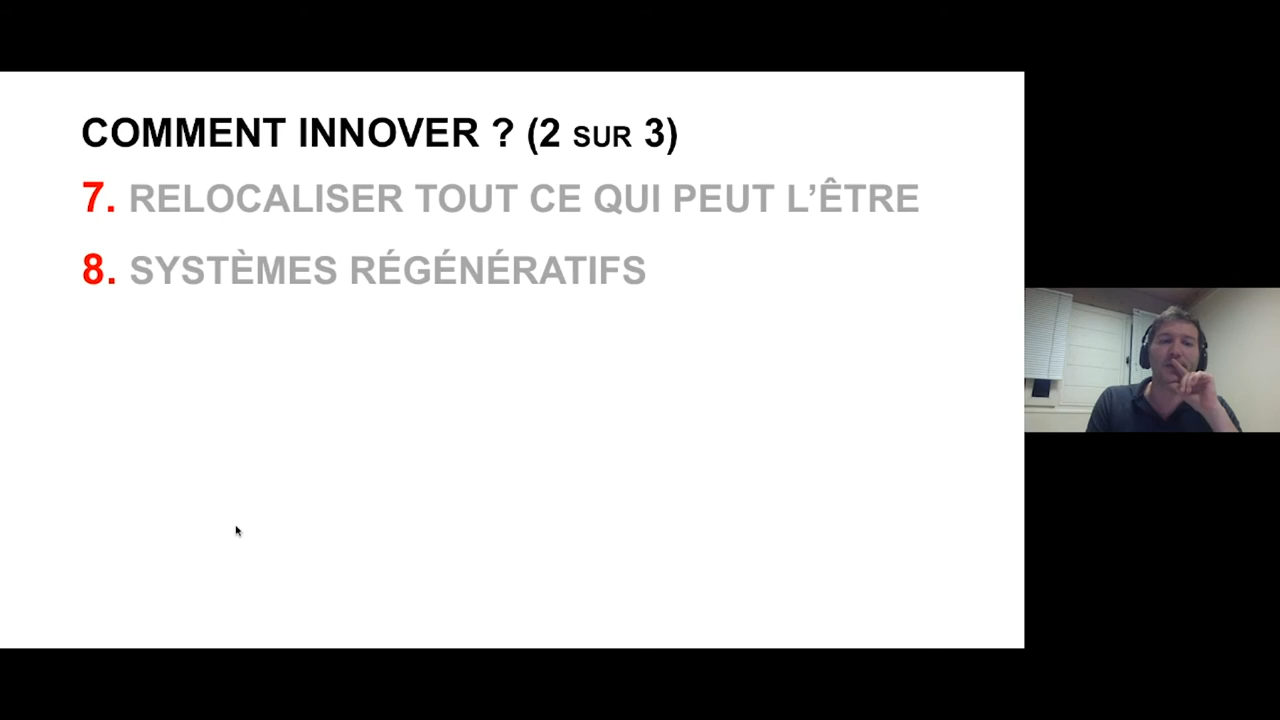 COMMENT INNOVER ? (2 SUR 3)
7. RELOCALISER TOUT CE QUI PEUT L’ÊTRE
8. SYSTÈMES RÉGÉNÉRATIFS